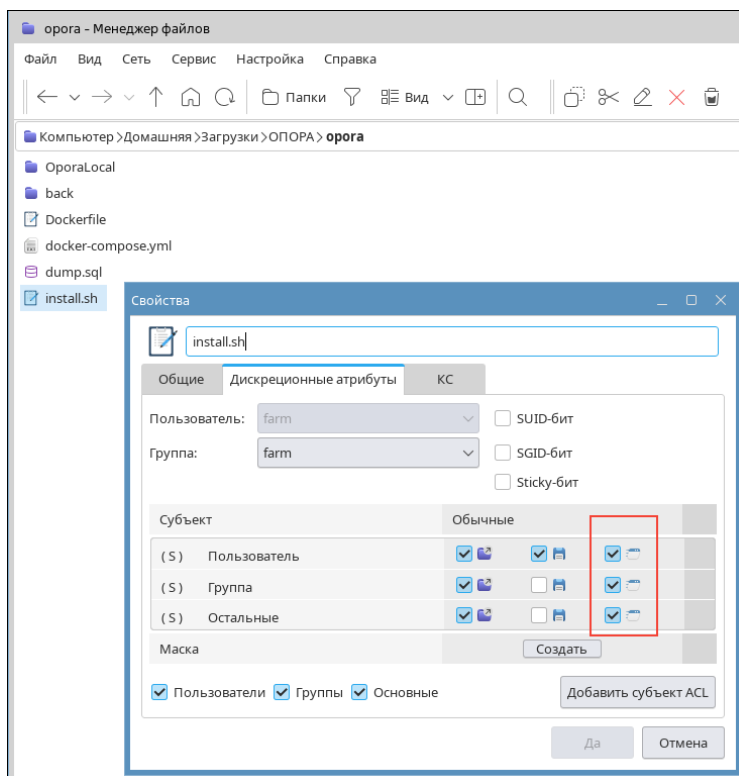 opora – Менеджер файлов
Файл Вид Сеть Сервис Настройка Справка
Папки Вид
Компьютер >Домашняя >Загрузки >ОПОРА > opora
OporaLocal
back
Dockerfile
docker-compose.yml
dump.sql
install.sh
Свойства
install.sh
Общие Дискреционные атрибуты КС
Пользователь: farm SUID-бит
Группа: farm SGID-бит
Sticky-бит
Субъект Обычные
(S) Пользователь
(S) Группа
(S) Остальные
Маска Создать
Пользователи Группы Основные Добавить субъект ACL
Да Отмена